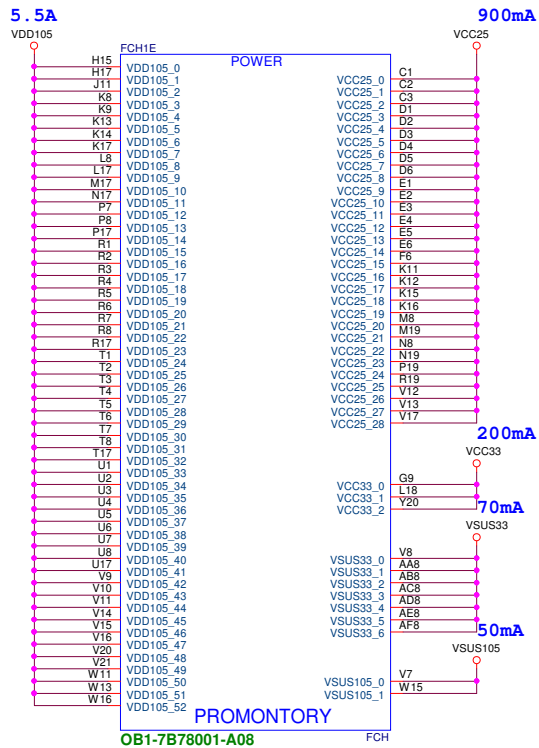 5.5A
VDD105
900mA
VCC25
FCH1E
POWER
H15 VDD105_0
H17 VDD105_1
J11 VDD105_2
K8 VDD105_3
K9 VDD105_4
K13 VDD105_5
K14 VDD105_6
K17 VDD105_7
L8 VDD105_8
L17 VDD105_9
M17 VDD105_10
N17 VDD105_11
P7 VDD105_12
P8 VDD105_13
P17 VDD105_14
R1 VDD105_15
R2 VDD105_16
R3 VDD105_17
R4 VDD105_18
R5 VDD105_19
R6 VDD105_20
R7 VDD105_21
R8 VDD105_22
R17 VDD105_23
T1 VDD105_24
T2 VDD105_25
T3 VDD105_26
T4 VDD105_27
T5 VDD105_28
T6 VDD105_29
T7 VDD105_30
T8 VDD105_31
T17 VDD105_32
U1 VDD105_33
U2 VDD105_34
U3 VDD105_35
U4 VDD105_36
U5 VDD105_37
U6 VDD105_38
U7 VDD105_39
U8 VDD105_40
U17 VDD105_41
V9 VDD105_42
V10 VDD105_43
V11 VDD105_44
V14 VDD105_45
V15 VDD105_46
V16 VDD105_47
V20 VDD105_48
V21 VDD105_49
W11 VDD105_50
W13 VDD105_51
W16 VDD105_52
VCC25_0 C1
VCC25_1 C2
VCC25_2 C3
VCC25_3 D1
VCC25_4 D2
VCC25_5 D3
VCC25_6 D4
VCC25_7 D5
VCC25_8 D6
VCC25_9 E1
VCC25_10 E2
VCC25_11 E3
VCC25_12 E4
VCC25_13 E5
VCC25_14 E6
VCC25_15 F6
VCC25_16 K11
VCC25_17 K12
VCC25_18 K15
VCC25_19 K16
VCC25_20 M8
VCC25_21 M19
VCC25_22 N8
VCC25_23 N19
VCC25_24 P19
VCC25_25 R19
VCC25_26 V12
VCC25_27 V13
VCC25_28 V17
200mA
VCC33
VCC33_0 G9
VCC33_1 L18
VCC33_2 Y20
70mA
VSUS33
VSUS33_0 V8
VSUS33_1 AA8
VSUS33_2 AB8
VSUS33_3 AC8
VSUS33_4 AD8
VSUS33_5 AE8
VSUS33_6 AF8
50mA
VSUS105
VSUS105_0 V7
VSUS105_1 W15
PROMONTORY
OB1-7B78001-A08
FCH